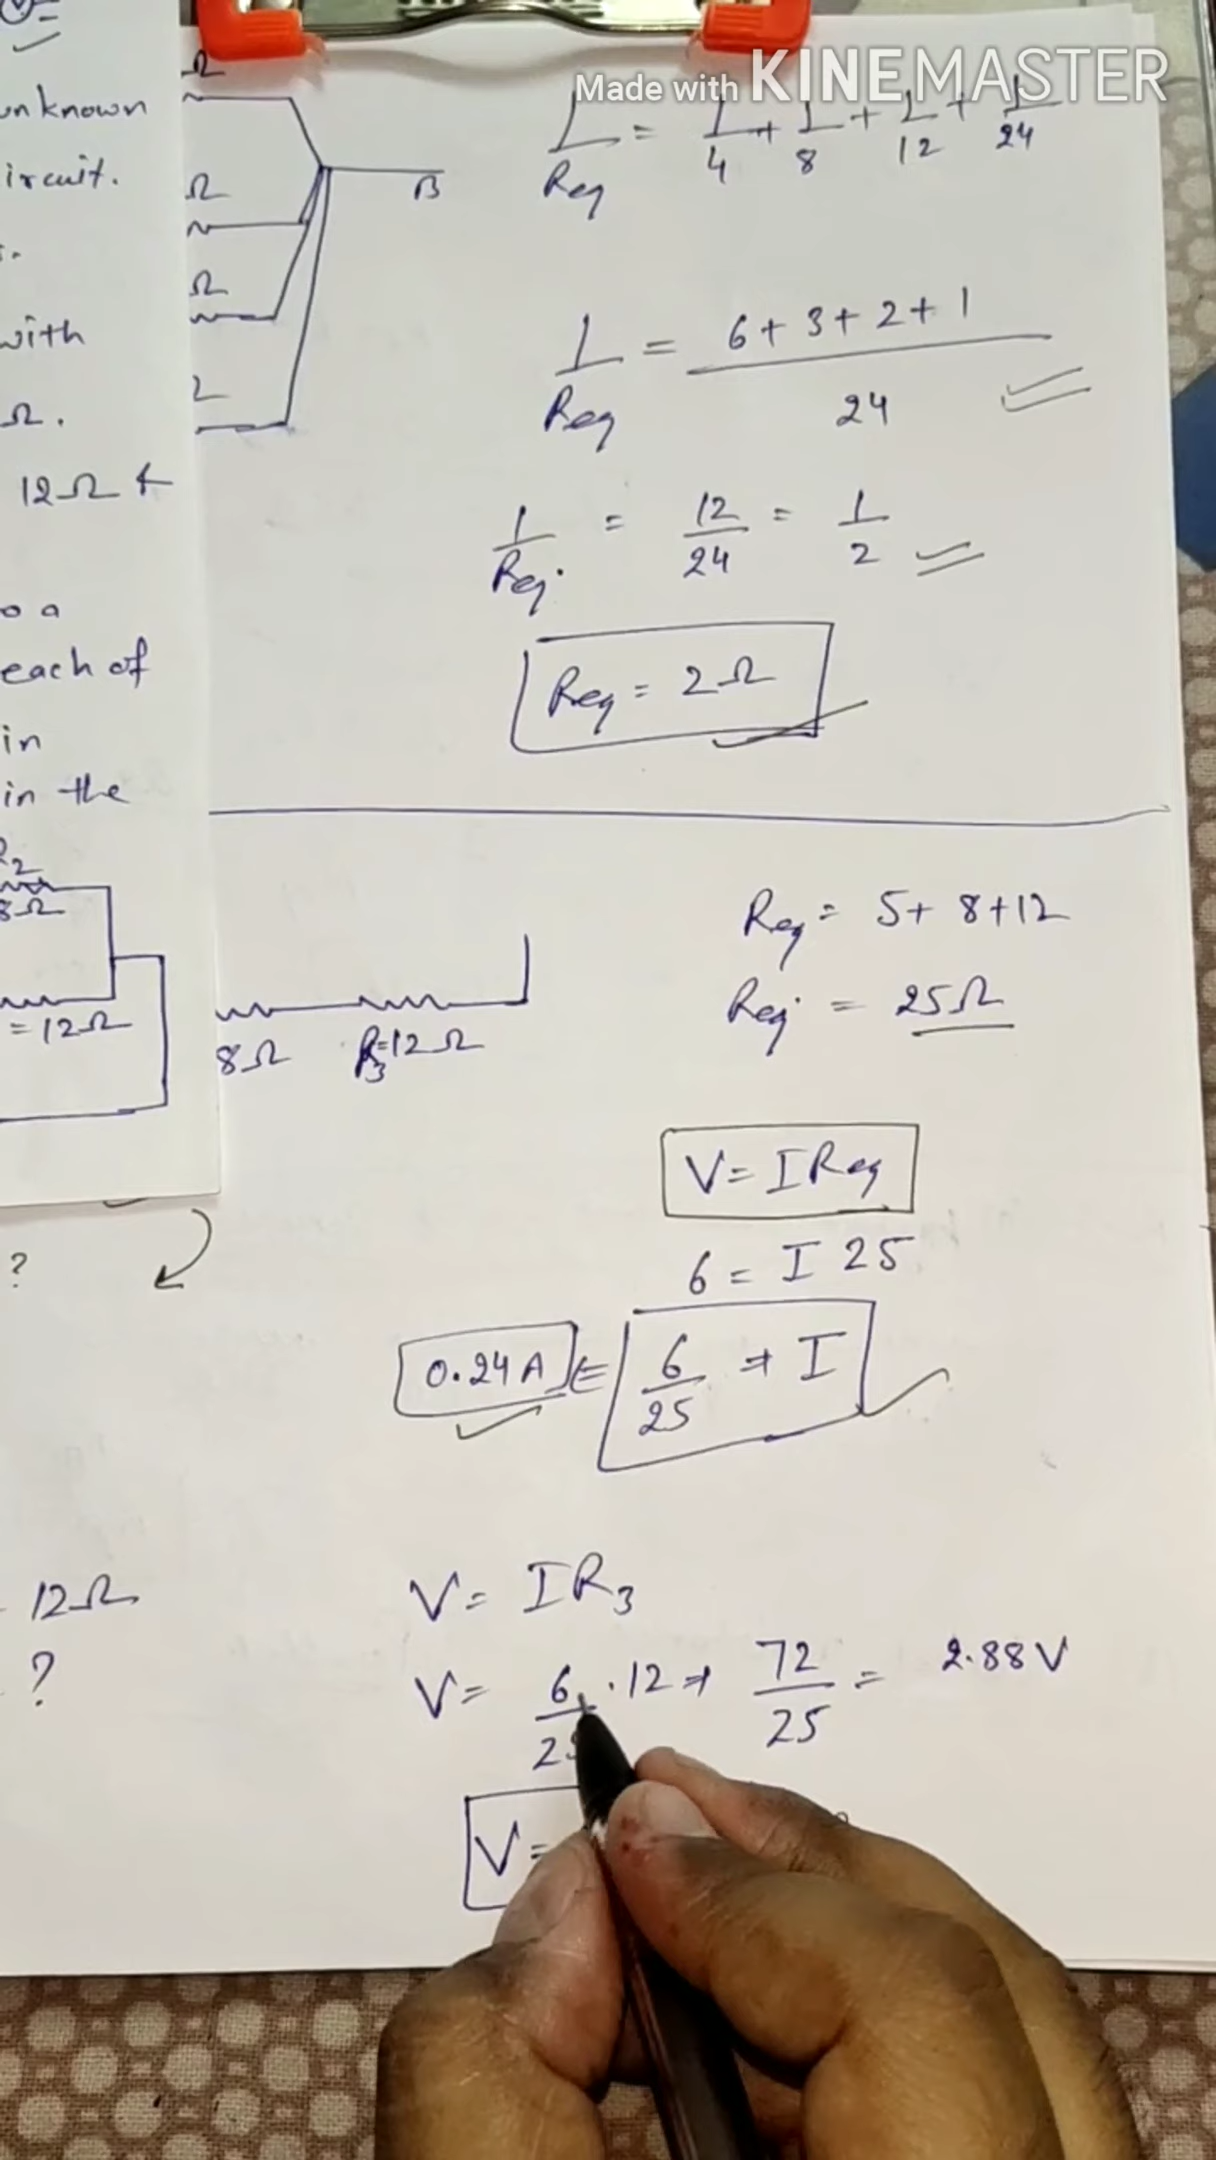 Made with KINEMASTER
unknown
ircuit.
with
Ω.
12Ω
o a
each of
in
in the
R2
8Ω
= 12Ω
Ω
Ω
Ω
B
1/Req = 1/4 + 1/8 + 1/12 + 1/24
1/Req = 6 + 3 + 2 + 1 / 24
1/Req. = 12/24 = 1/2
Req = 2Ω
8Ω R3=12Ω
Req = 5 + 8 + 12
Req = 25Ω
V = I Req
6 = I 25
0.24A = 6/25 ⇒ I
?
12Ω
?
V = IR3
V = 6/25 · 12 ⇒ 72/25 = 2.88 V
V =